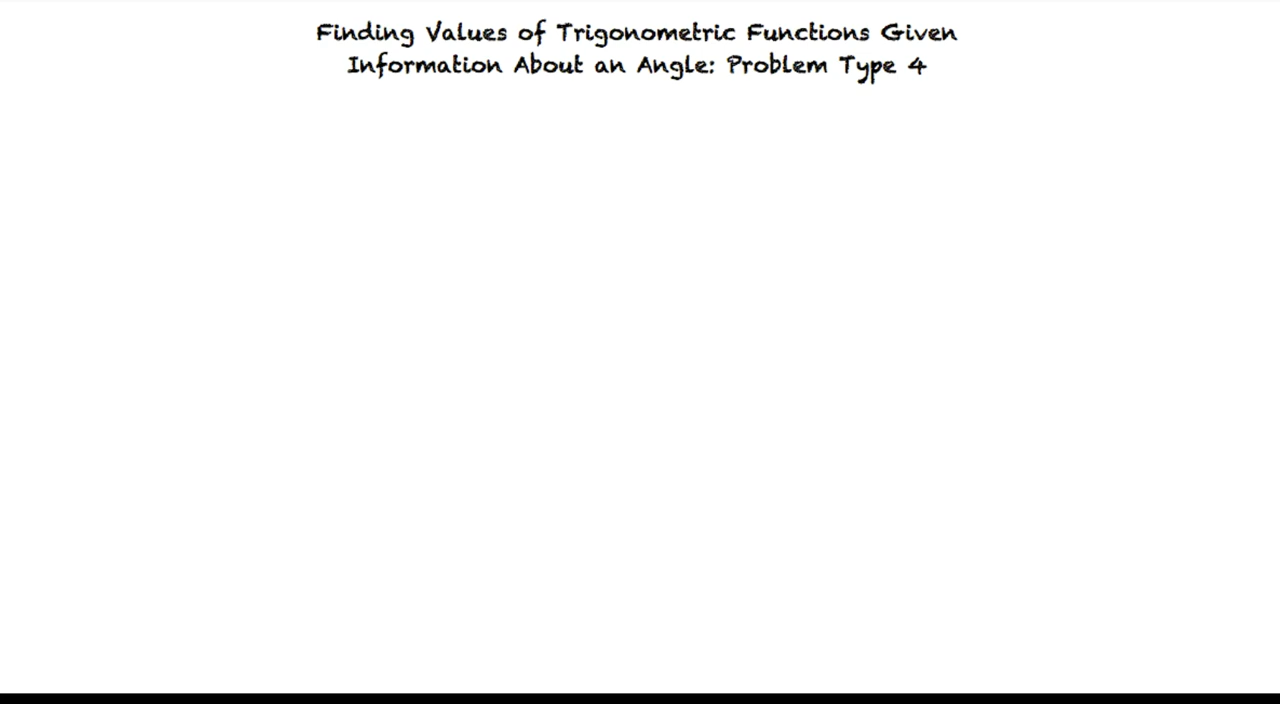 Finding Values of Trigonometric Functions Given
Information About an Angle: Problem Type 4